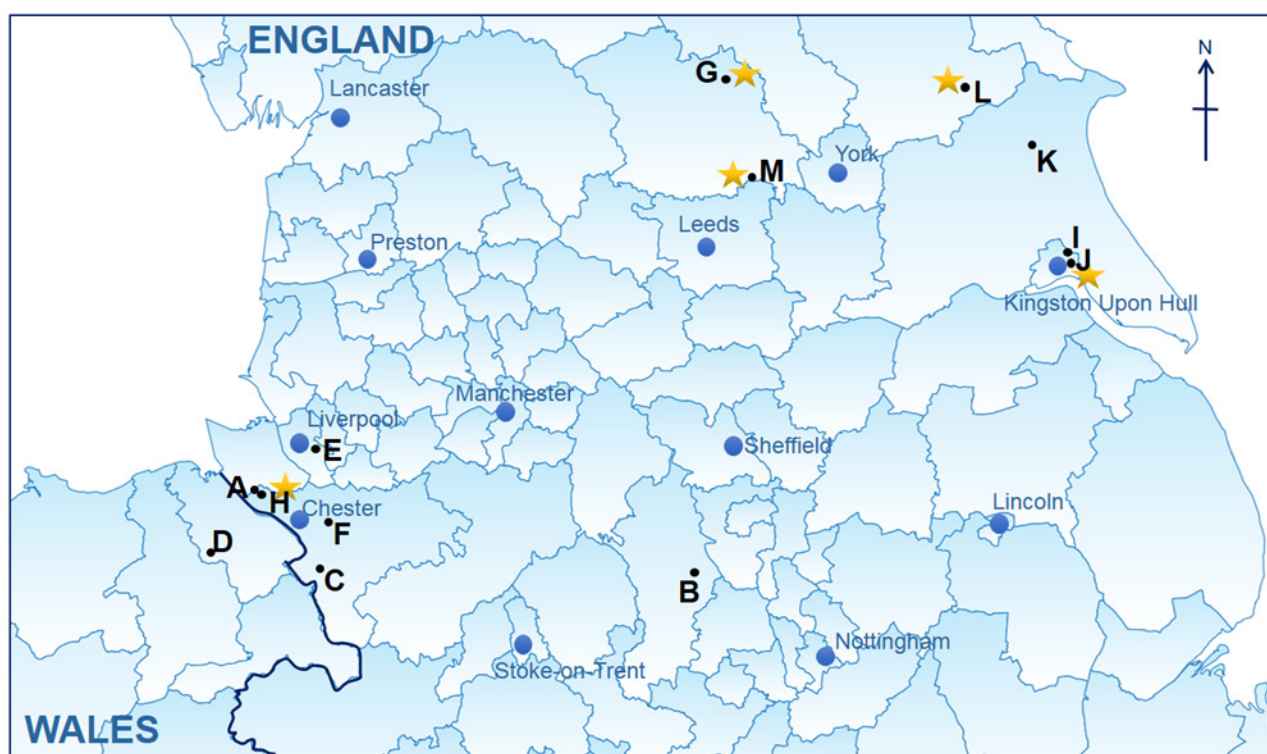 ENGLAND
N
G
L
Lancaster
York
K
M
Leeds
Preston
I
J
Kingston Upon Hull
Manchester
Liverpool
E
Sheffield
A
H
Chester
F
Lincoln
D
C
B
Nottingham
Stoke-on-Trent
WALES